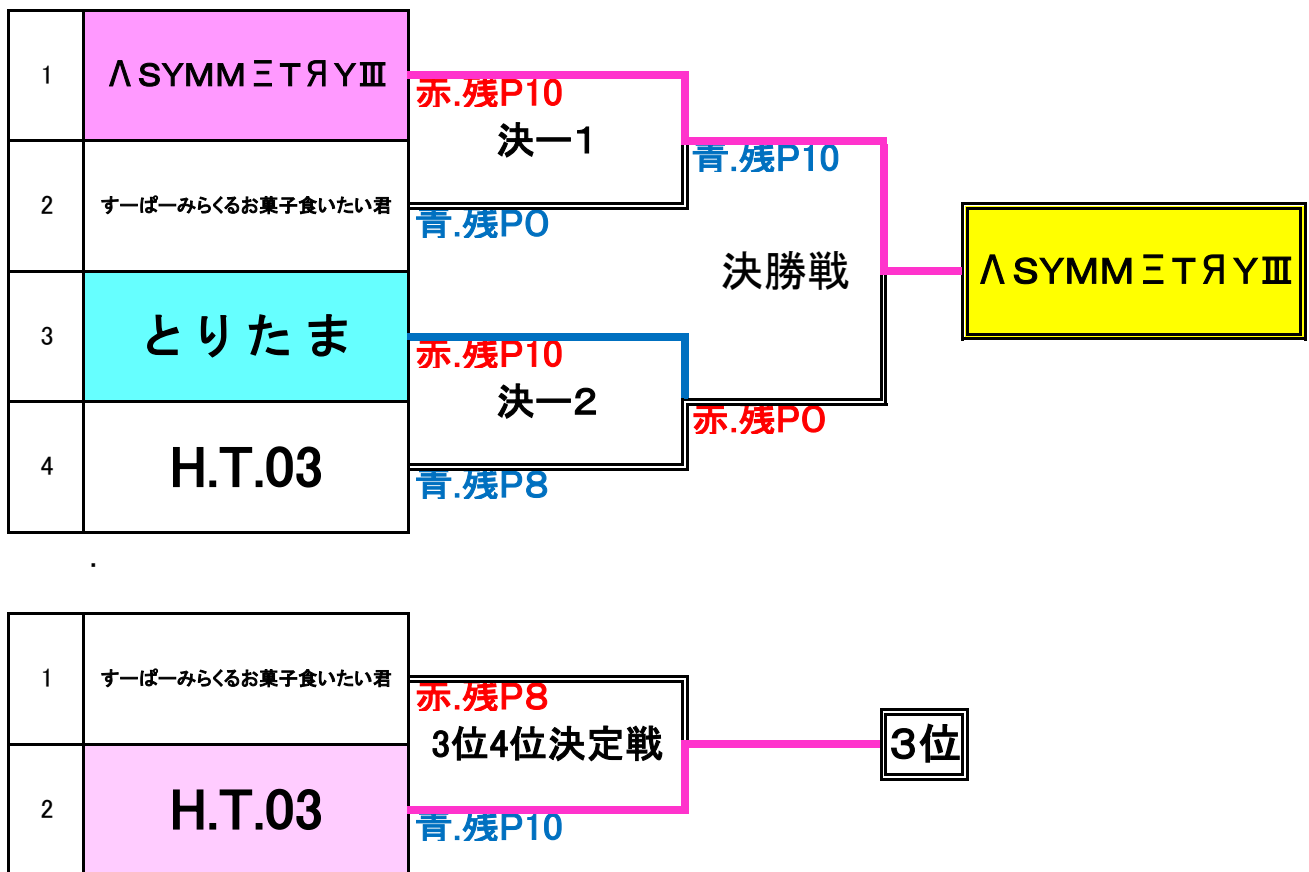 1 ΛSYMMΞTЯYⅢ
赤.残P10
決一1
青.残P10
2 すーぱーみらくるお菓子食いたい君
青.残P0
決勝戦
ΛSYMMΞTЯYⅢ
3 とりたま
赤.残P10
決一2
赤.残P0
4 H.T.03
青.残P8
.
1 すーぱーみらくるお菓子食いたい君
赤.残P8
3位4位決定戦
3位
2 H.T.03
青.残P10